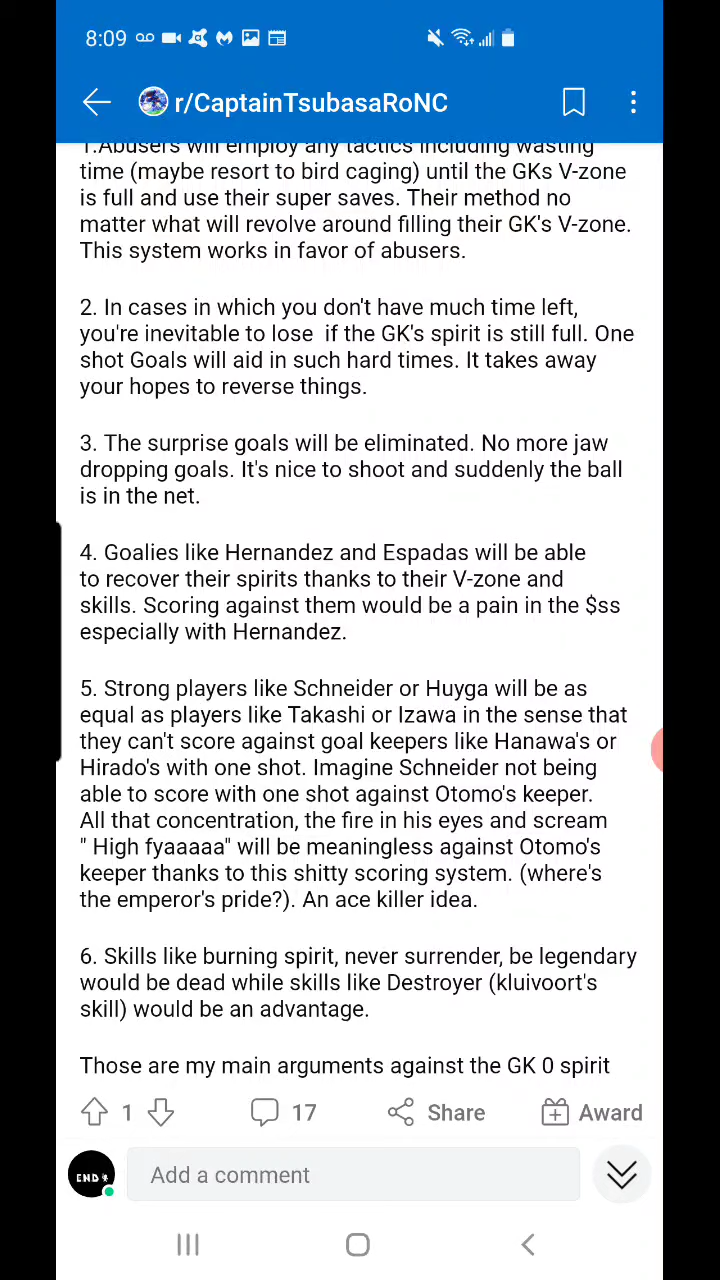 8:09
r/CaptainTsubasaRoNC
1.Abusers will employ any tactics including wasting
time (maybe resort to bird caging) until the GKs V-zone
is full and use their super saves. Their method no
matter what will revolve around filling their GK's V-zone.
This system works in favor of abusers.
2. In cases in which you don't have much time left,
you're inevitable to lose  if the GK's spirit is still full. One
shot Goals will aid in such hard times. It takes away
your hopes to reverse things.
3. The surprise goals will be eliminated. No more jaw
dropping goals. It's nice to shoot and suddenly the ball
is in the net.
4. Goalies like Hernandez and Espadas will be able
to recover their spirits thanks to their V-zone and
skills. Scoring against them would be a pain in the $ss
especially with Hernandez.
5. Strong players like Schneider or Huyga will be as
equal as players like Takashi or Izawa in the sense that
they can't score against goal keepers like Hanawa's or
Hirado's with one shot. Imagine Schneider not being
able to score with one shot against Otomo's keeper.
All that concentration, the fire in his eyes and scream
" High fyaaaaa" will be meaningless against Otomo's
keeper thanks to this shitty scoring system. (where's
the emperor's pride?). An ace killer idea.
6. Skills like burning spirit, never surrender, be legendary
would be dead while skills like Destroyer (kluivoort's
skill) would be an advantage.
Those are my main arguments against the GK 0 spirit
1 17 Share Award
END
Add a comment